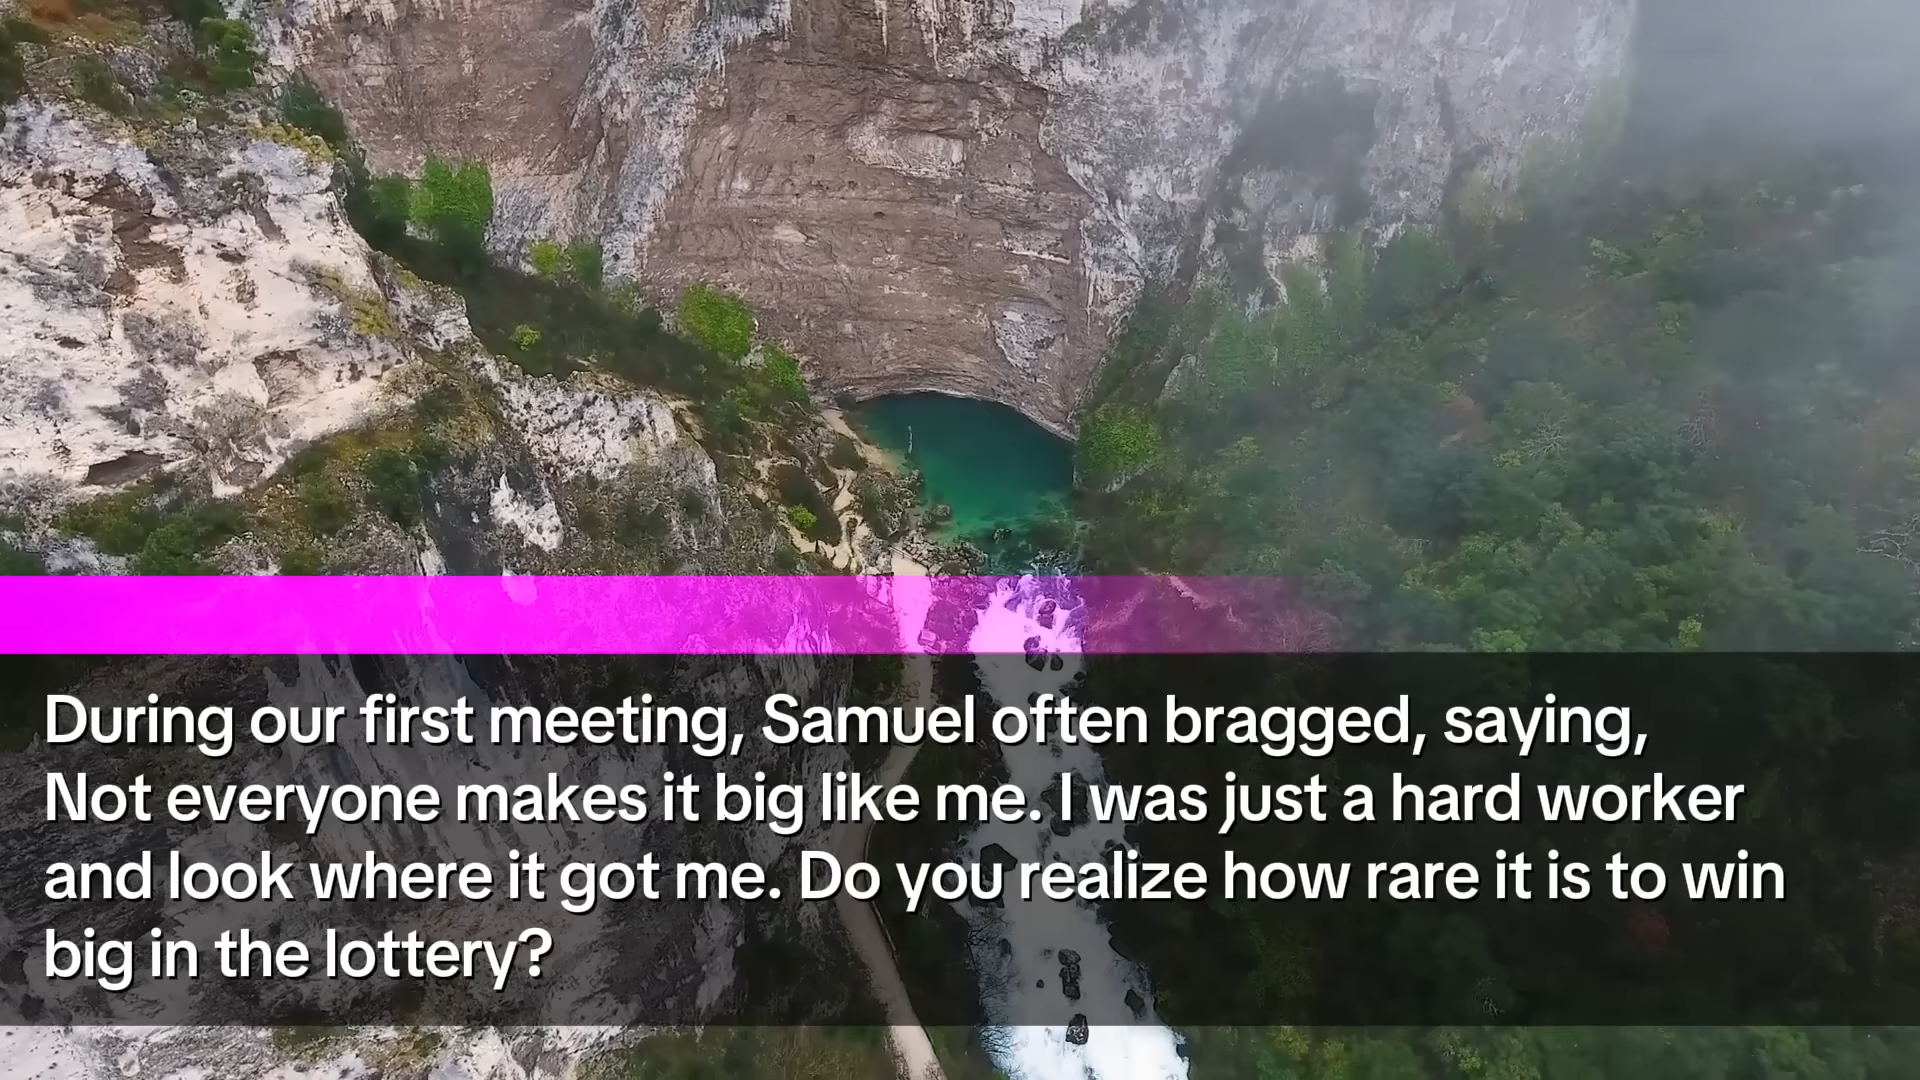 During our first meeting, Samuel often bragged, saying,
Not everyone makes it big like me. I was just a hard worker
and look where it got me. Do you realize how rare it is to win
big in the lottery?